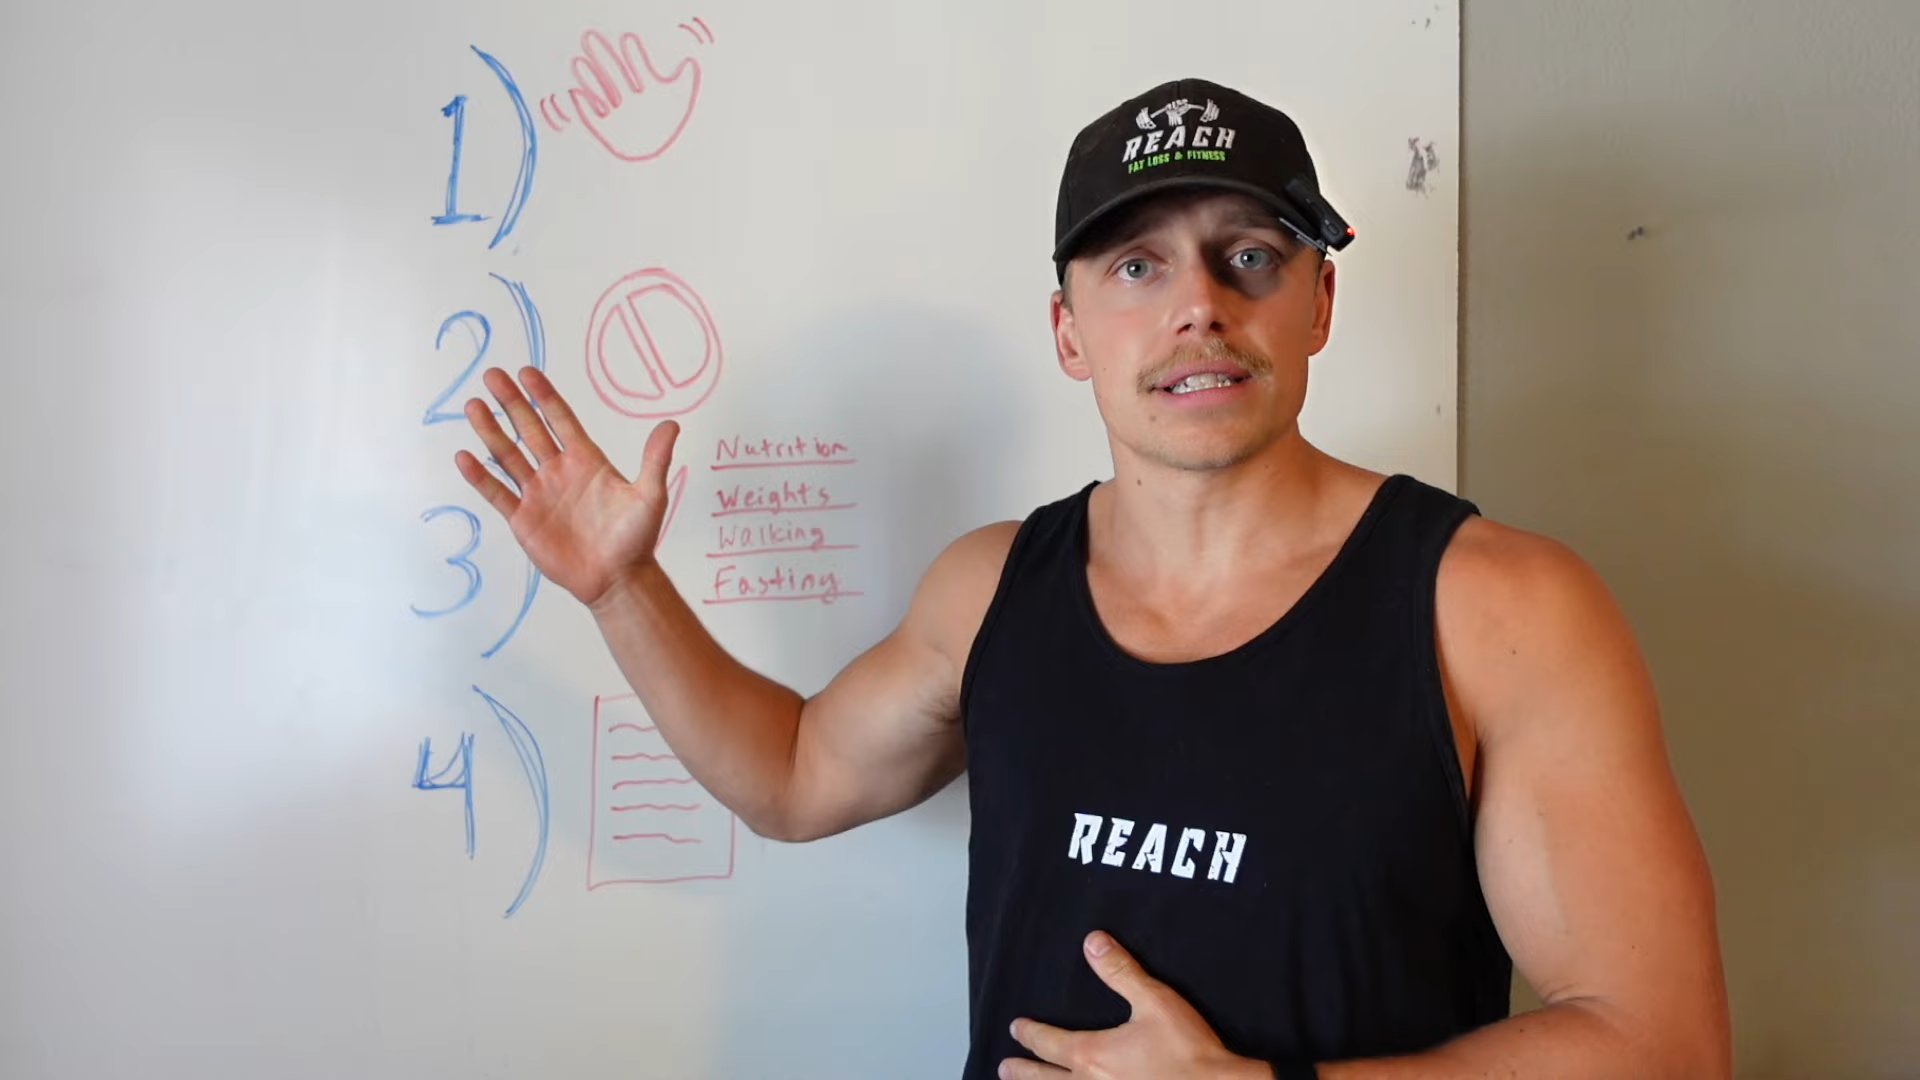 1)
2)
Nutrition
Weights
Walking
3)
Fasting
4)
REACH
FAT LOSS & FITNESS
REACH